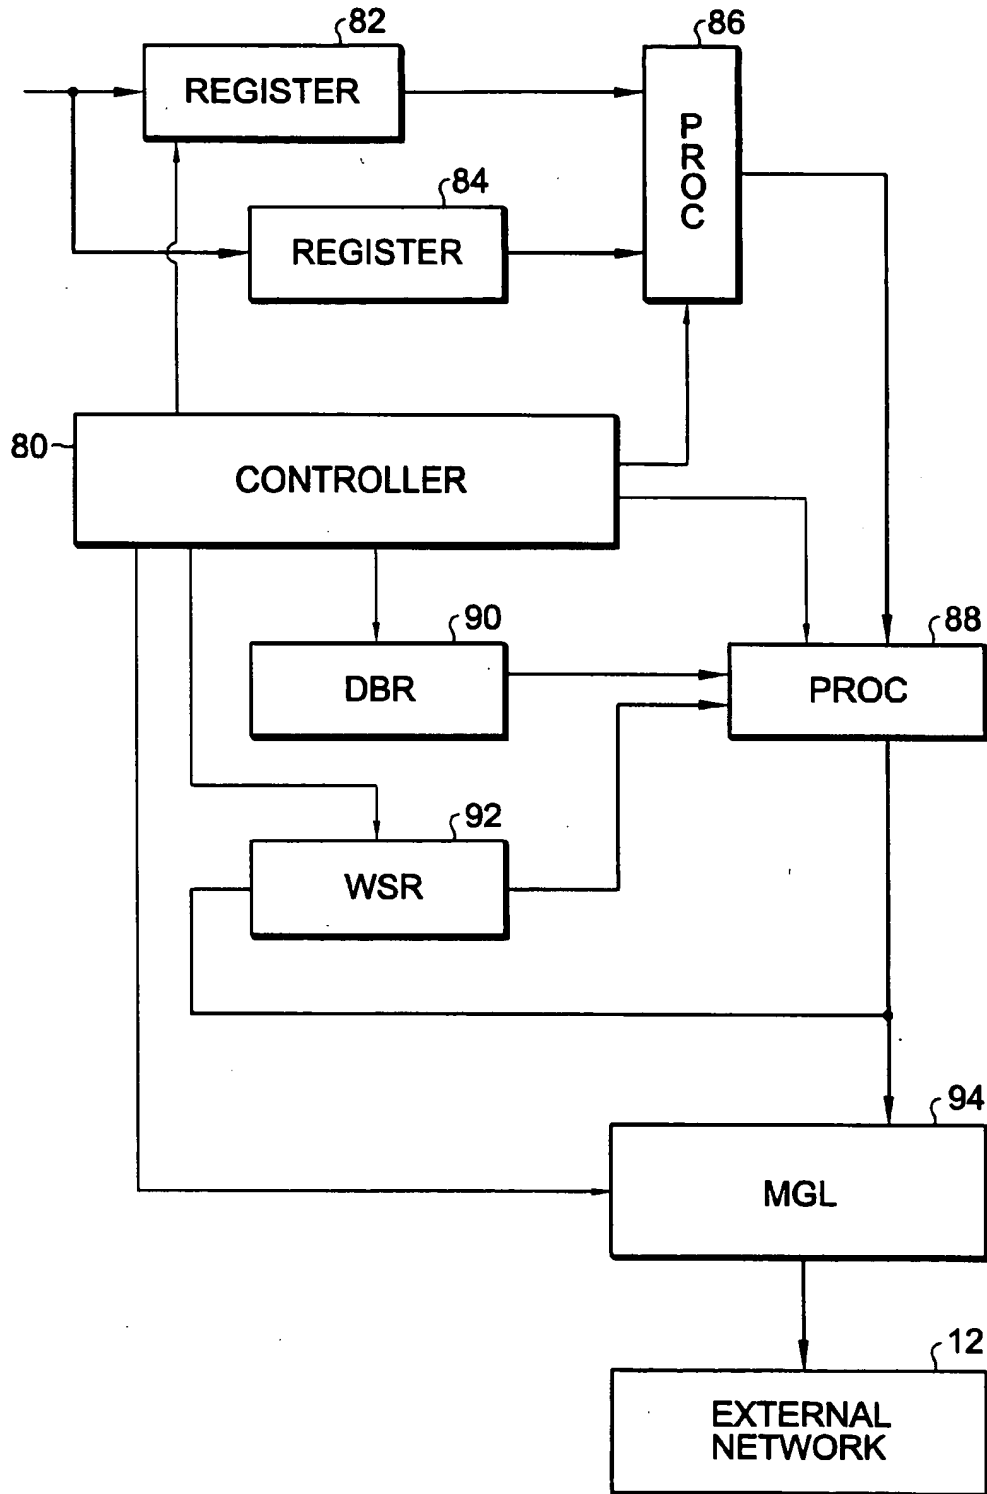 82
REGISTER
86
PROC
84
REGISTER
80
CONTROLLER
90
DBR
88
PROC
92
WSR
94
MGL
12
EXTERNAL
NETWORK